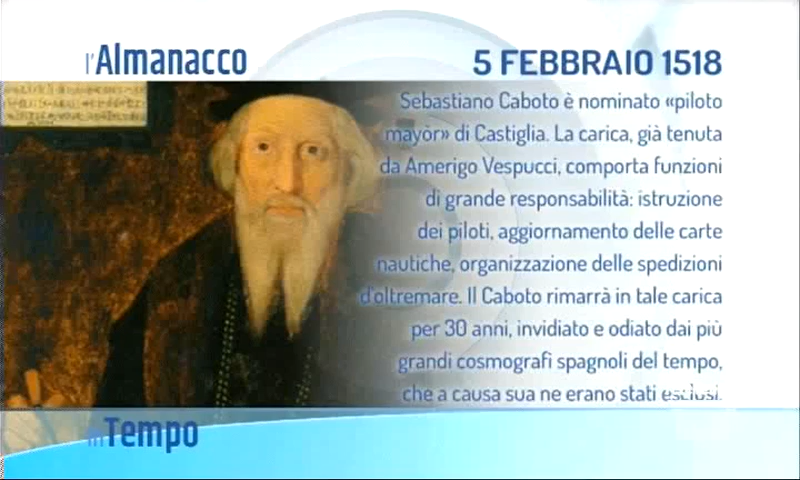 l'Almanacco
5 FEBBRAIO 1518
Sebastiano Caboto è nominato «piloto
mayòr» di Castiglia. La carica, già tenuta
da Amerigo Vespucci, comporta funzioni
di grande responsabilità: istruzione
dei piloti, aggiornamento delle carte
nautiche, organizzazione delle spedizioni
d'oltremare. Il Caboto rimarrà in tale carica
per 30 anni, invidiato e odiato dai più
grandi cosmografi spagnoli del tempo,
che a causa sua ne erano stati esclusi.
Tempo